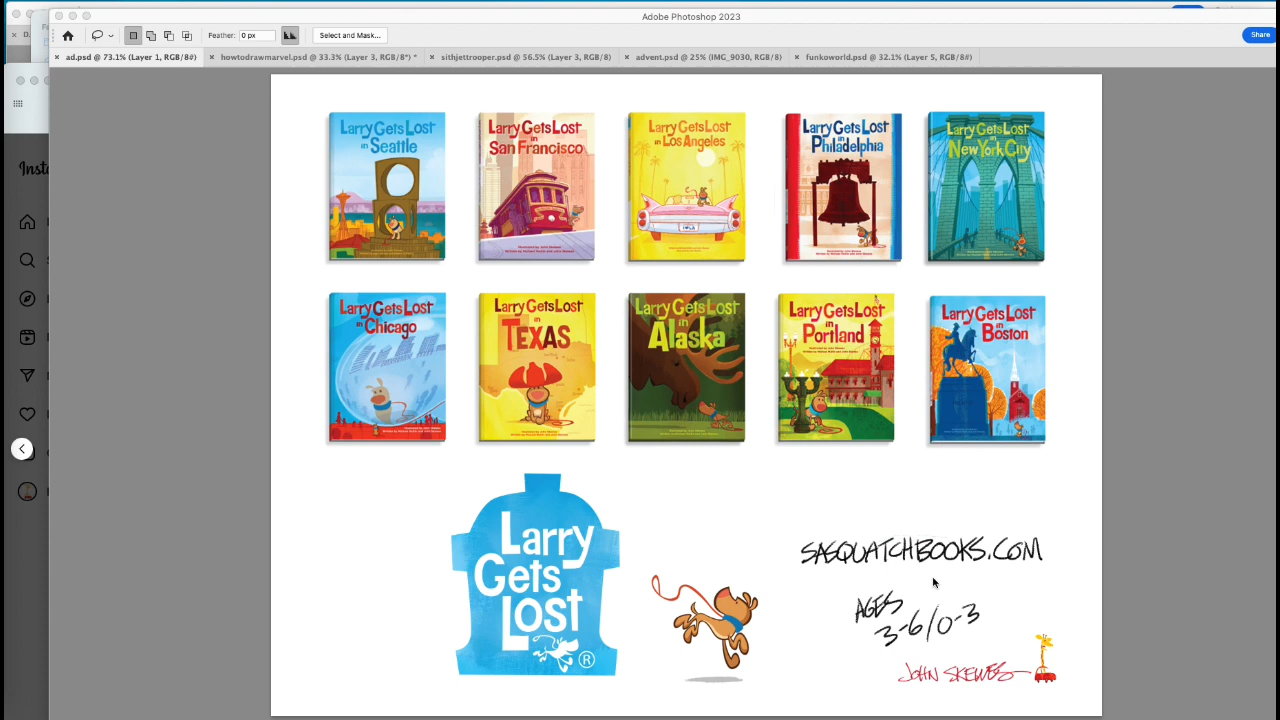 Adobe Photoshop 2023
Feather: 0 px
Select and Mask...
Share
ad.psd @ 73.1% (Layer 1, RGB/8#)
howtodrawmarvel.psd @ 33.3% (Layer 3, RGB/8*) *
sithjettrooper.psd @ 56.5% (Layer 3, RGB/8)
advent.psd @ 25% (IMG_9030, RGB/8)
funkoworld.psd @ 32.1% (Layer 5, RGB/8#)
Insta
Larry Gets Lost
in
Seattle
Larry Gets Lost
in
San Francisco
Larry Gets Lost
in Los Angeles
Larry Gets Lost
in
Philadelphia
Larry Gets Lost
in
New York City
Larry Gets Lost
in
Chicago
Larry Gets Lost
in
TEXAS
Larry Gets Lost
in
Alaska
Larry Gets Lost
in
Portland
Larry Gets Lost
in
Boston
Larry
Gets
Lost
®
SASQUATCHBOOKS.COM
AGES
3-6/0-3
JOHN SKEWES